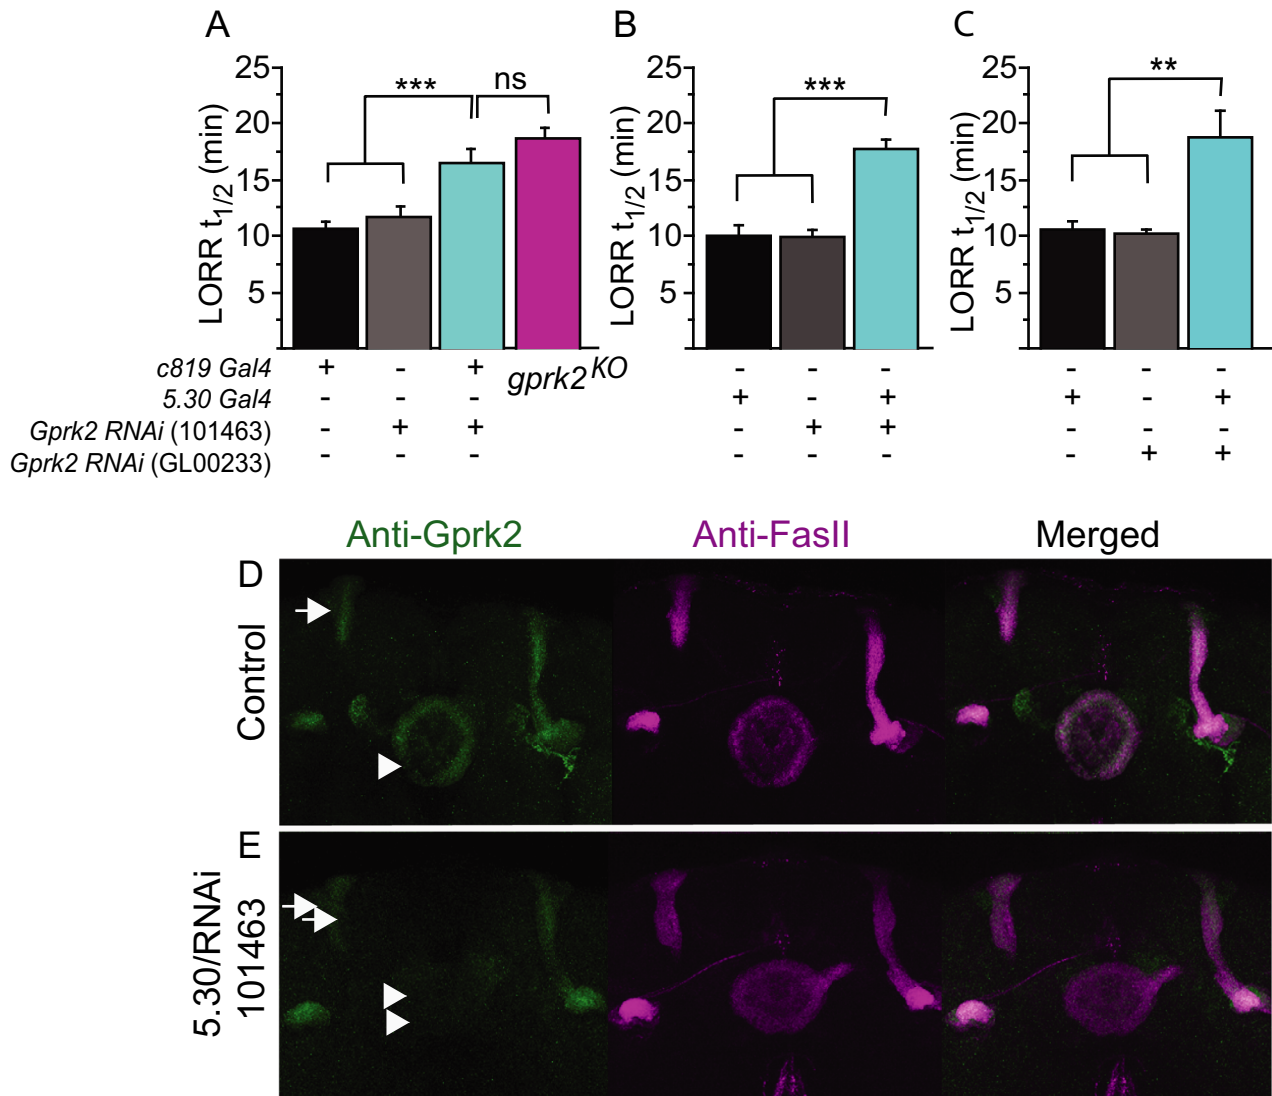 A B C
25 *** ns 25 *** 25 **
20 20 20
15 15 15
10 10 10
5 5 5
LORR t1/2 (min) LORR t1/2 (min) LORR t1/2 (min)
c819 Gal4 + - + gprk2KO - - - - - -
5.30 Gal4 - - - + - + + - +
Gprk2 RNAi (101463) - + + - + + - - -
Gprk2 RNAi (GL00233) - - - - - - - + +
Anti-Gprk2 Anti-FasII Merged
D
Control
E
5.30/RNAi
101463